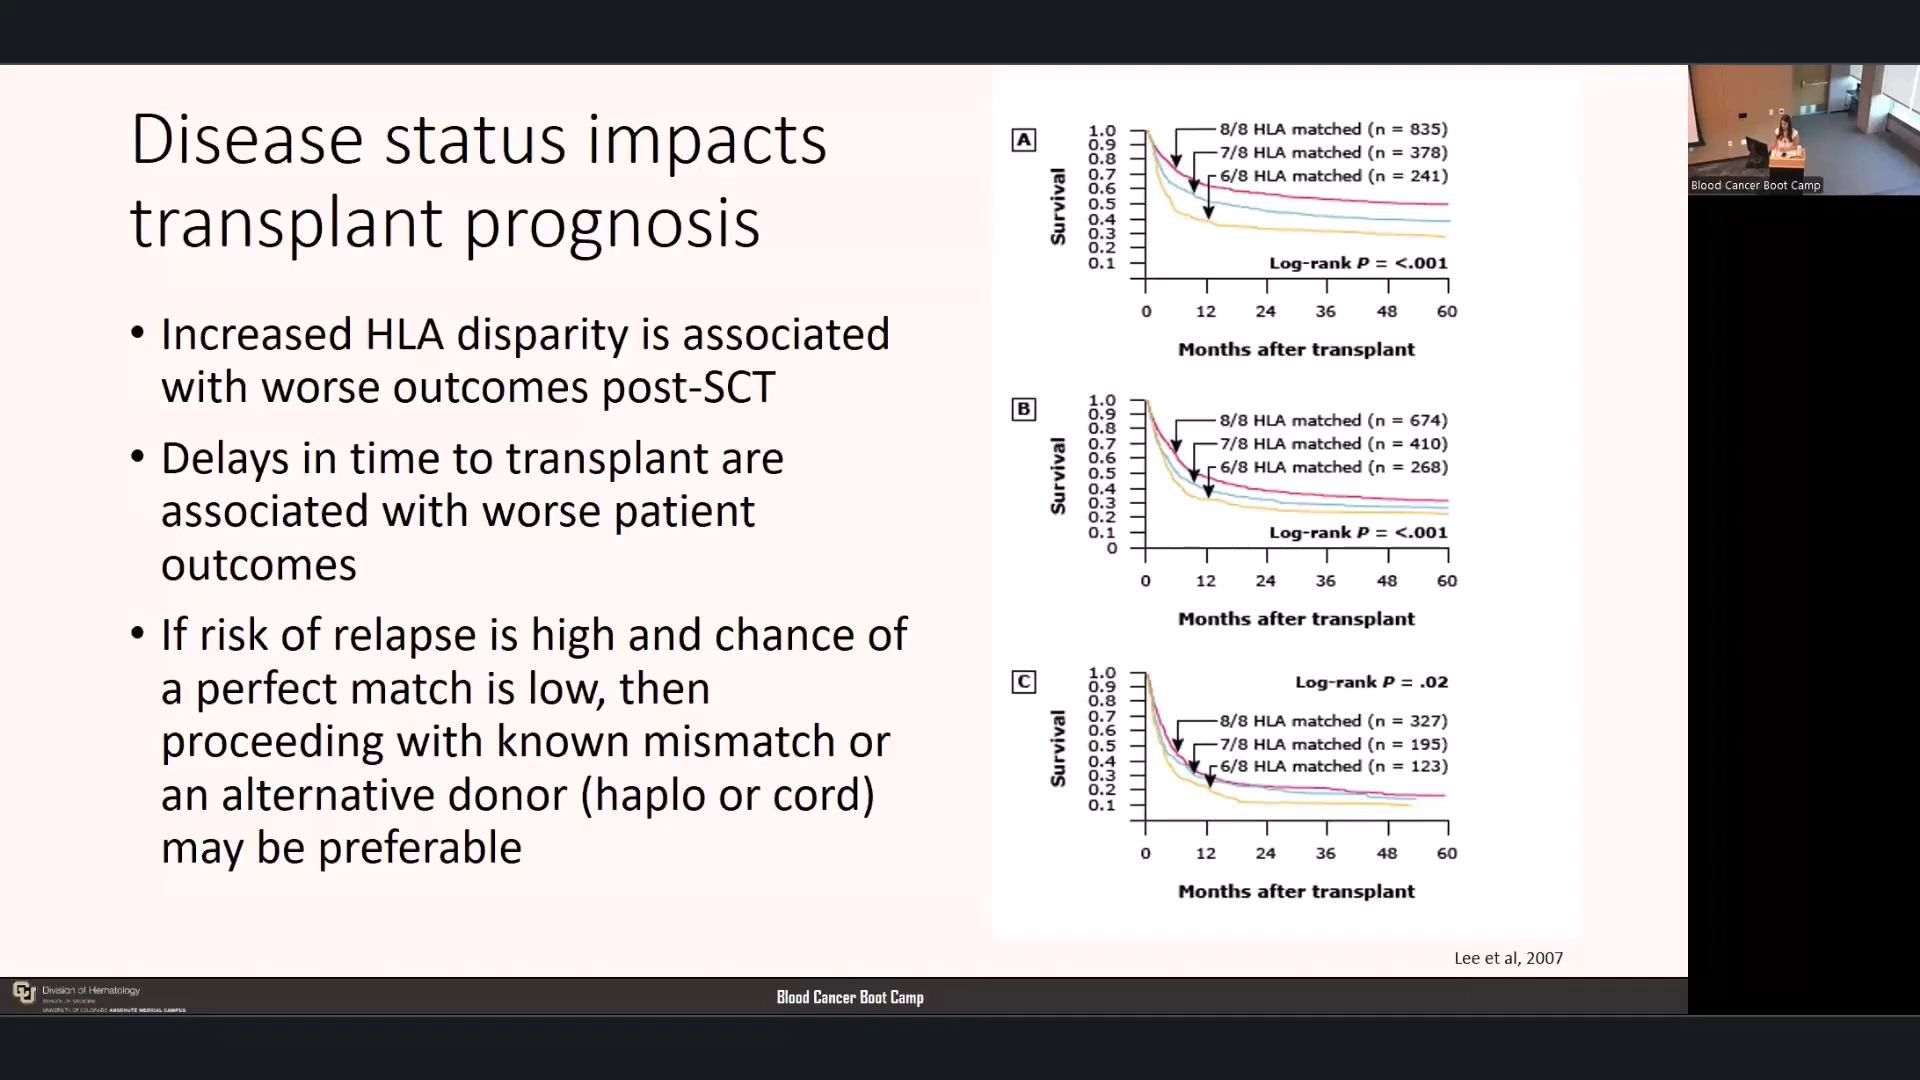 Disease status impacts
transplant prognosis
• Increased HLA disparity is associated
with worse outcomes post-SCT
• Delays in time to transplant are
associated with worse patient
outcomes
• If risk of relapse is high and chance of
a perfect match is low, then
proceeding with known mismatch or
an alternative donor (haplo or cord)
may be preferable
A
Survival
1.0
0.9
0.8
0.7
0.6
0.5
0.4
0.3
0.2
0.1
8/8 HLA matched (n = 835)
7/8 HLA matched (n = 378)
6/8 HLA matched (n = 241)
Log-rank P = <.001
0 12 24 36 48 60
Months after transplant
B
Survival
1.0
0.9
0.8
0.7
0.6
0.5
0.4
0.3
0.2
0.1
0
8/8 HLA matched (n = 674)
7/8 HLA matched (n = 410)
6/8 HLA matched (n = 268)
Log-rank P = <.001
0 12 24 36 48 60
Months after transplant
C
Survival
1.0
0.9
0.8
0.7
0.6
0.5
0.4
0.3
0.2
0.1
Log-rank P = .02
8/8 HLA matched (n = 327)
7/8 HLA matched (n = 195)
6/8 HLA matched (n = 123)
0 12 24 36 48 60
Months after transplant
Lee et al, 2007
Division of Hematology
SCHOOL OF MEDICINE
UNIVERSITY OF COLORADO ANSCHUTZ MEDICAL CAMPUS
Blood Cancer Boot Camp
Blood Cancer Boot Camp